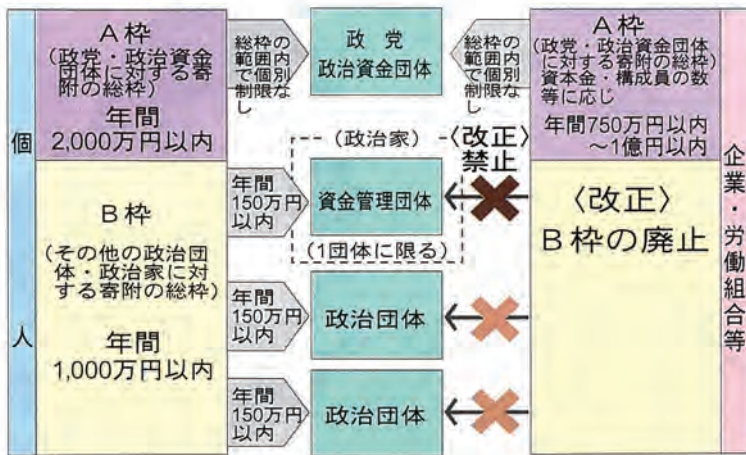 個人
A枠
(政党・政治資金
団体に対する寄
附の総枠)
年間
2,000万円以内
B枠
(その他の政治団
体・政治家に対
する寄附の総枠)
年間
1,000万円以内
総枠の
範囲内
で個別
制限なし
年間
150万円
以内
年間
150万円
以内
年間
150万円
以内
政党
政治資金団体
(政治家)
資金管理団体
(1団体に限る)
政治団体
政治団体
総枠の
範囲内
で個別
制限なし
〈改正〉
禁止
A枠
(政党・政治資金団体
に対する寄附の総枠)
資本金・構成員の数
等に応じ
年間750万円以内
~1億円以内
〈改正〉
B枠の廃止
企業・労働組合等